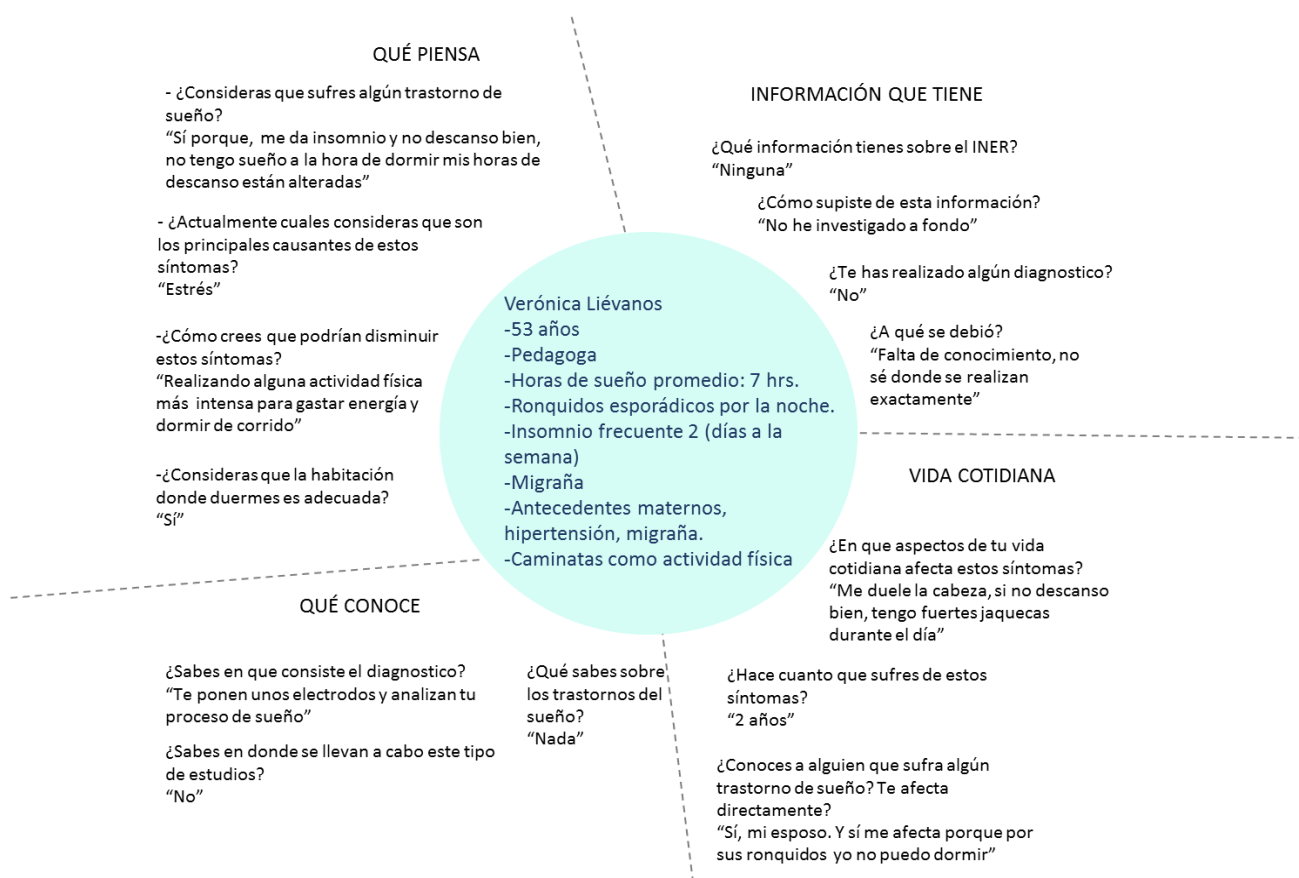 QUÉ PIENSA
- ¿Consideras que sufres algún trastorno de
sueño?
“Sí porque, me da insomnio y no descanso bien,
no tengo sueño a la hora de dormir mis horas de
descanso están alteradas”
- ¿Actualmente cuales consideras que son
los principales causantes de estos
síntomas?
“Estrés”
-¿Cómo crees que podrían disminuir
estos síntomas?
“Realizando alguna actividad física
más intensa para gastar energía y
dormir de corrido”
-¿Consideras que la habitación
donde duermes es adecuada?
“Sí”
INFORMACIÓN QUE TIENE
¿Qué información tienes sobre el INER?
“Ninguna”
¿Cómo supiste de esta información?
“No he investigado a fondo”
¿Te has realizado algún diagnostico?
“No”
¿A qué se debió?
“Falta de conocimiento, no
sé donde se realizan
exactamente”
Verónica Liévanos
-53 años
-Pedagoga
-Horas de sueño promedio: 7 hrs.
-Ronquidos esporádicos por la noche.
-Insomnio frecuente 2 (días a la
semana)
-Migraña
-Antecedentes maternos,
hipertensión, migraña.
-Caminatas como actividad física
VIDA COTIDIANA
¿En que aspectos de tu vida
cotidiana afecta estos síntomas?
“Me duele la cabeza, si no descanso
bien, tengo fuertes jaquecas
durante el día”
¿Hace cuanto que sufres de estos
síntomas?
“2 años”
¿Conoces a alguien que sufra algún
trastorno de sueño? Te afecta
directamente?
“Sí, mi esposo. Y sí me afecta porque por
sus ronquidos yo no puedo dormir”
QUÉ CONOCE
¿Sabes en que consiste el diagnostico?
“Te ponen unos electrodos y analizan tu
proceso de sueño”
¿Sabes en donde se llevan a cabo este tipo
de estudios?
“No”
¿Qué sabes sobre
los trastornos del
sueño?
“Nada”